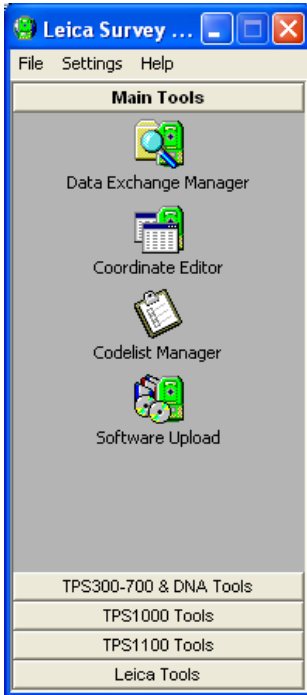 Leica Survey ...
File Settings Help
Main Tools
Data Exchange Manager
Coordinate Editor
Codelist Manager
Software Upload
TPS300-700 & DNA Tools
TPS1000 Tools
TPS1100 Tools
Leica Tools